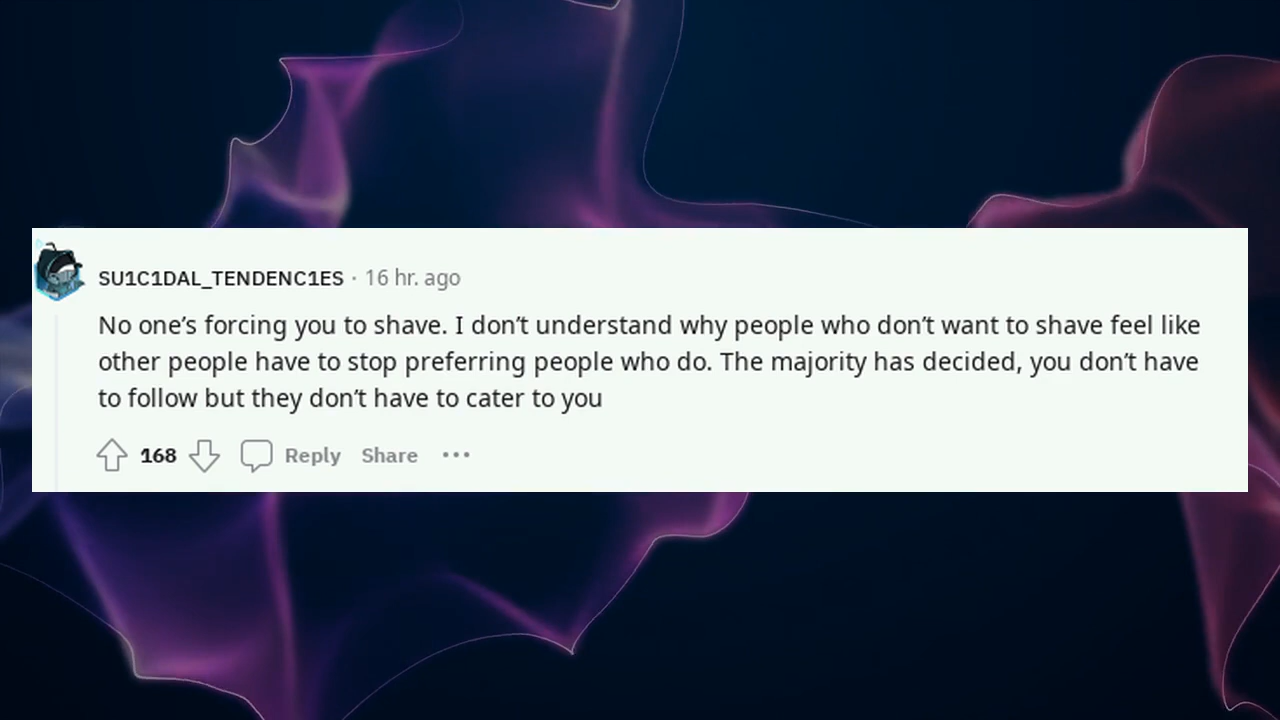 SU1C1DAL_TENDENC1ES · 16 hr. ago
No one’s forcing you to shave. I don’t understand why people who don’t want to shave feel like
other people have to stop preferring people who do. The majority has decided, you don’t have
to follow but they don’t have to cater to you
168 Reply Share ···